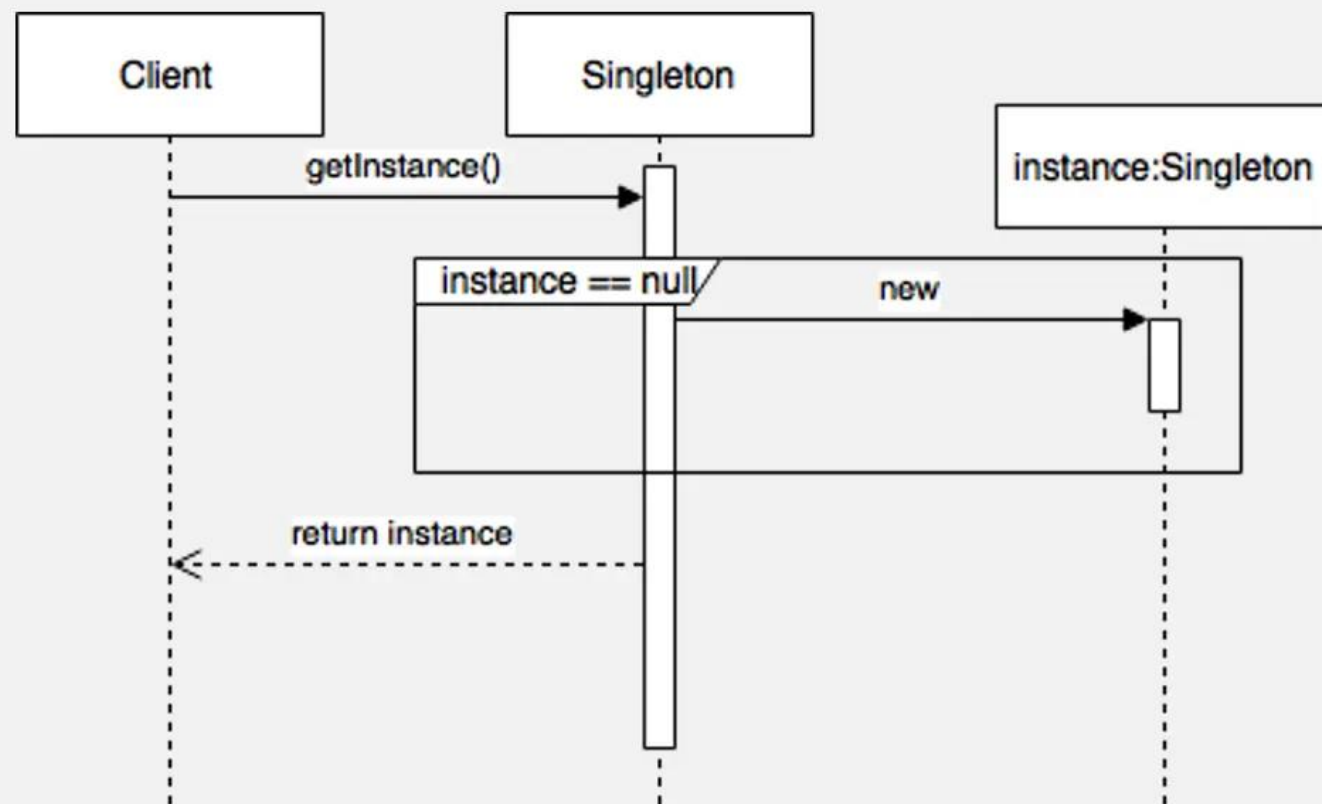 Client
Singleton
instance:Singleton
getInstance()
instance == null
new
return instance